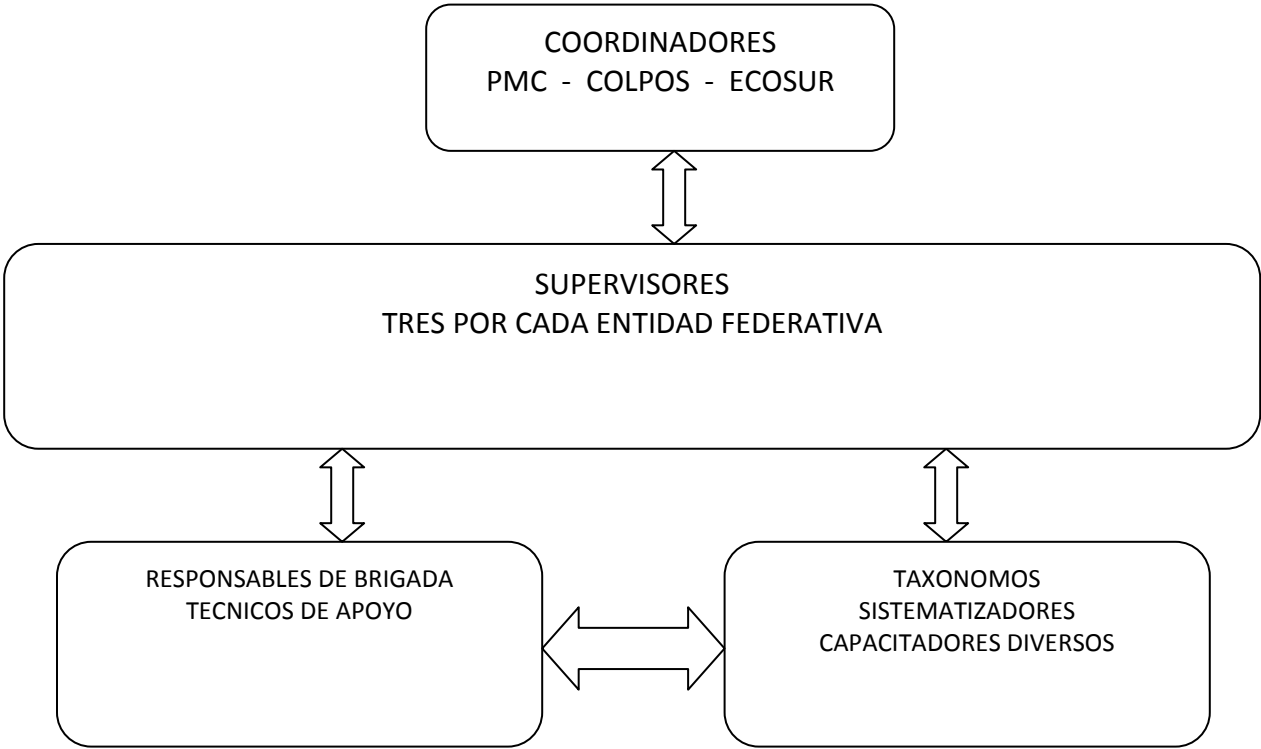 COORDINADORES
PMC - COLPOS - ECOSUR
SUPERVISORES
TRES POR CADA ENTIDAD FEDERATIVA
RESPONSABLES DE BRIGADA
TECNICOS DE APOYO
TAXONOMOS
SISTEMATIZADORES
CAPACITADORES DIVERSOS